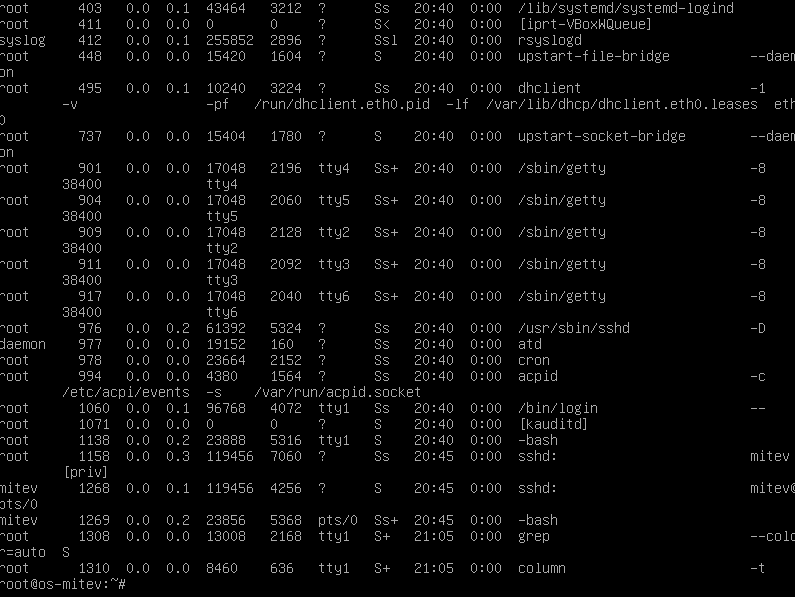 root 403 0.0 0.1 43464 3212 ? Ss 20:40 0:00 /lib/systemd/systemd-logind
root 411 0.0 0.0 0 0 ? S< 20:40 0:00 [iprt-VBoxWQueue]
syslog 412 0.0 0.1 255852 2896 ? Ssl 20:40 0:00 rsyslogd
root 448 0.0 0.0 15420 1604 ? S 20:40 0:00 upstart-file-bridge --daem
on
root 495 0.0 0.1 10240 3224 ? Ss 20:40 0:00 dhclient -1
-v -pf /run/dhclient.eth0.pid -lf /var/lib/dhcp/dhclient.eth0.leases eth
0
root 737 0.0 0.0 15404 1780 ? S 20:40 0:00 upstart-socket-bridge --daem
on
root 901 0.0 0.0 17048 2196 tty4 Ss+ 20:40 0:00 /sbin/getty -8
38400 tty4
root 904 0.0 0.0 17048 2060 tty5 Ss+ 20:40 0:00 /sbin/getty -8
38400 tty5
root 909 0.0 0.0 17048 2128 tty2 Ss+ 20:40 0:00 /sbin/getty -8
38400 tty2
root 911 0.0 0.0 17048 2092 tty3 Ss+ 20:40 0:00 /sbin/getty -8
38400 tty3
root 917 0.0 0.0 17048 2040 tty6 Ss+ 20:40 0:00 /sbin/getty -8
38400 tty6
root 976 0.0 0.2 61392 5324 ? Ss 20:40 0:00 /usr/sbin/sshd -D
daemon 977 0.0 0.0 19152 160 ? Ss 20:40 0:00 atd
root 978 0.0 0.0 23664 2152 ? Ss 20:40 0:00 cron
root 994 0.0 0.0 4380 1564 ? Ss 20:40 0:00 acpid -c
/etc/acpi/events -s /var/run/acpid.socket
root 1060 0.0 0.1 96768 4072 tty1 Ss 20:40 0:00 /bin/login --
root 1071 0.0 0.0 0 0 ? S 20:40 0:00 [kauditd]
root 1138 0.0 0.2 23888 5316 tty1 S 20:40 0:00 -bash
root 1158 0.0 0.3 119456 7060 ? Ss 20:45 0:00 sshd: mitev
[priv]
mitev 1268 0.0 0.1 119456 4256 ? S 20:45 0:00 sshd: mitev@
pts/0
mitev 1269 0.0 0.2 23856 5368 pts/0 Ss+ 20:45 0:00 -bash
root 1308 0.0 0.0 13008 2168 tty1 S+ 21:05 0:00 grep --colo
r=auto S
root 1310 0.0 0.0 8460 636 tty1 S+ 21:05 0:00 column -t
root@os-mitev:~#